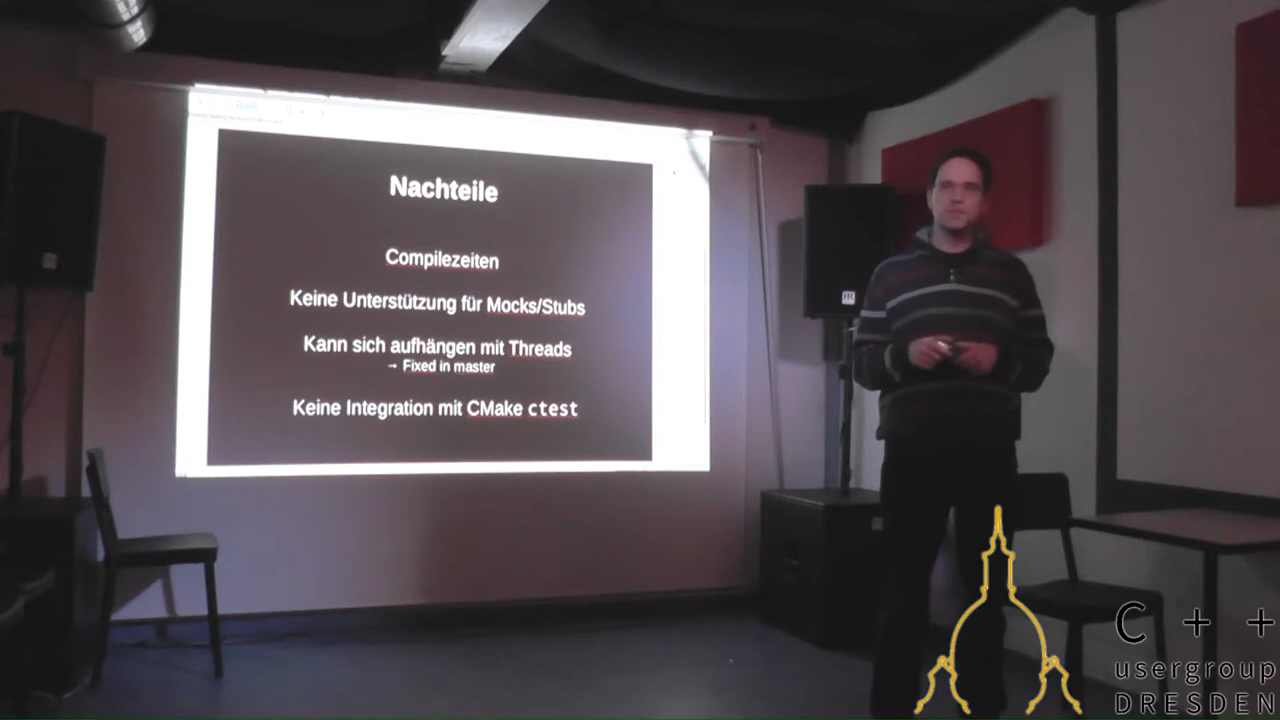 Nachteile
Compilezeiten
Keine Unterstützung für Mocks/Stubs
Kann sich aufhängen mit Threads
→ Fixed in master
Keine Integration mit CMake ctest
C + +
usergroup
DRESDEN